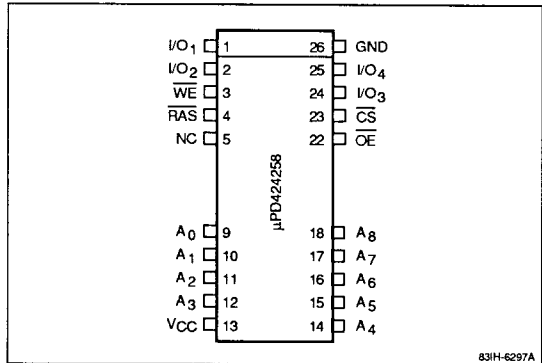 I/O1 1 26 GND
I/O2 2 25 I/O4
WE 3 24 I/O3
RAS 4 23 CS
NC 5 22 OE
µPD424258
A0 9 18 A8
A1 10 17 A7
A2 11 16 A6
A3 12 15 A5
VCC 13 14 A4
83IH-6297A